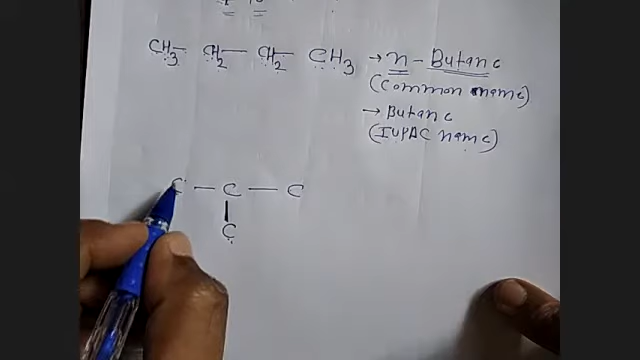 CH3 – CH2 – CH2 – CH3 → n - Butane
(Common name)
→ Butane
(IUPAC name)
C – C – C
|
C